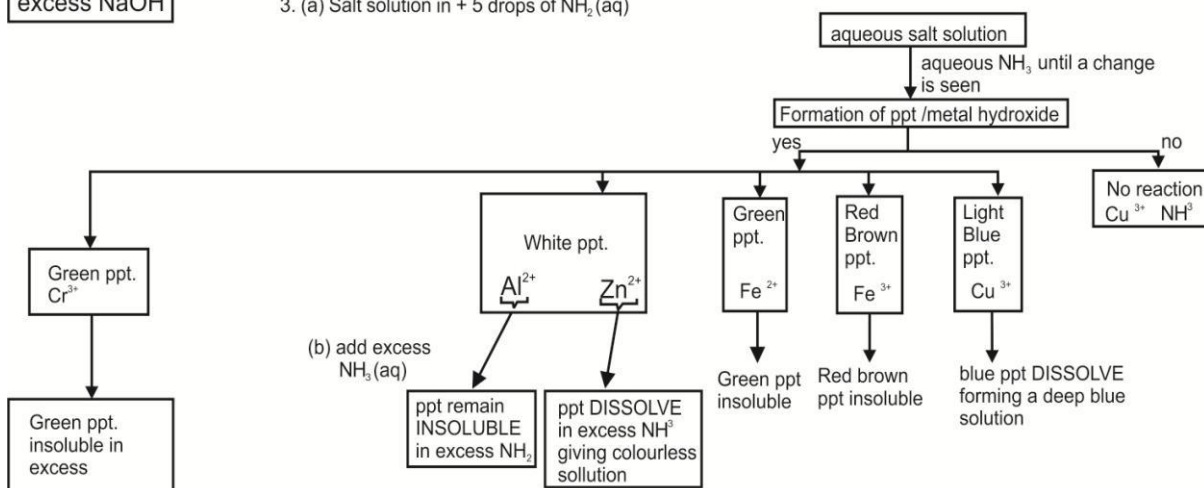 excess NaOH
3. (a) Salt solution in + 5 drops of NH₂(aq)
aqueous salt solution
aqueous NH₃ until a change
is seen
Formation of ppt /metal hydroxide
yes
no
Green ppt.
Cr³⁺
White ppt.
Al²⁺
Zn²⁺
Green
ppt.
Fe ²⁺
Red
Brown
ppt.
Fe ³⁺
Light
Blue
ppt.
Cu ³⁺
No reaction
Cu ³⁺ NH³
(b) add excess
NH₃(aq)
Green ppt.
insoluble in
excess
ppt remain
INSOLUBLE
in excess NH₂
ppt DISSOLVE
in excess NH³
giving colourless
sollution
Green ppt
insoluble
Red brown
ppt insoluble
blue ppt DISSOLVE
forming a deep blue
solution